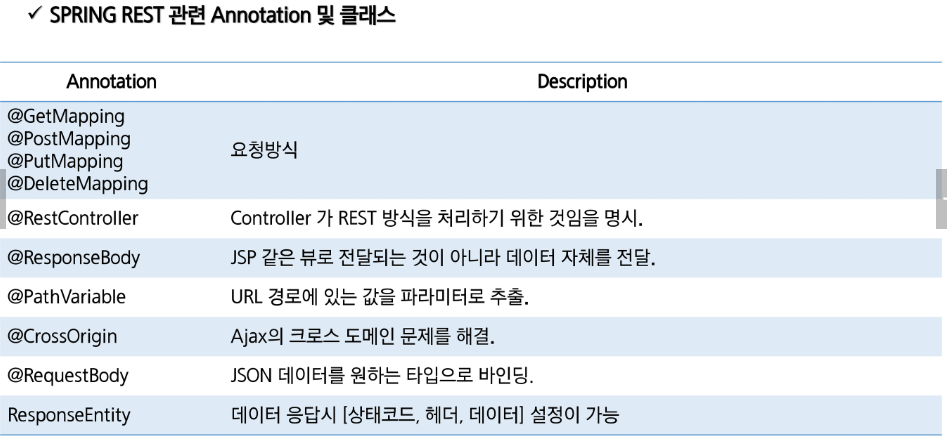 ✓ SPRING REST 관련 Annotation 및 클래스
Annotation Description
@GetMapping
@PostMapping
@PutMapping
@DeleteMapping
요청방식
@RestController Controller 가 REST 방식을 처리하기 위한 것임을 명시.
@ResponseBody JSP 같은 뷰로 전달되는 것이 아니라 데이터 자체를 전달.
@PathVariable URL 경로에 있는 값을 파라미터로 추출.
@CrossOrigin Ajax의 크로스 도메인 문제를 해결.
@RequestBody JSON 데이터를 원하는 타입으로 바인딩.
ResponseEntity 데이터 응답시 [상태코드, 헤더, 데이터] 설정이 가능